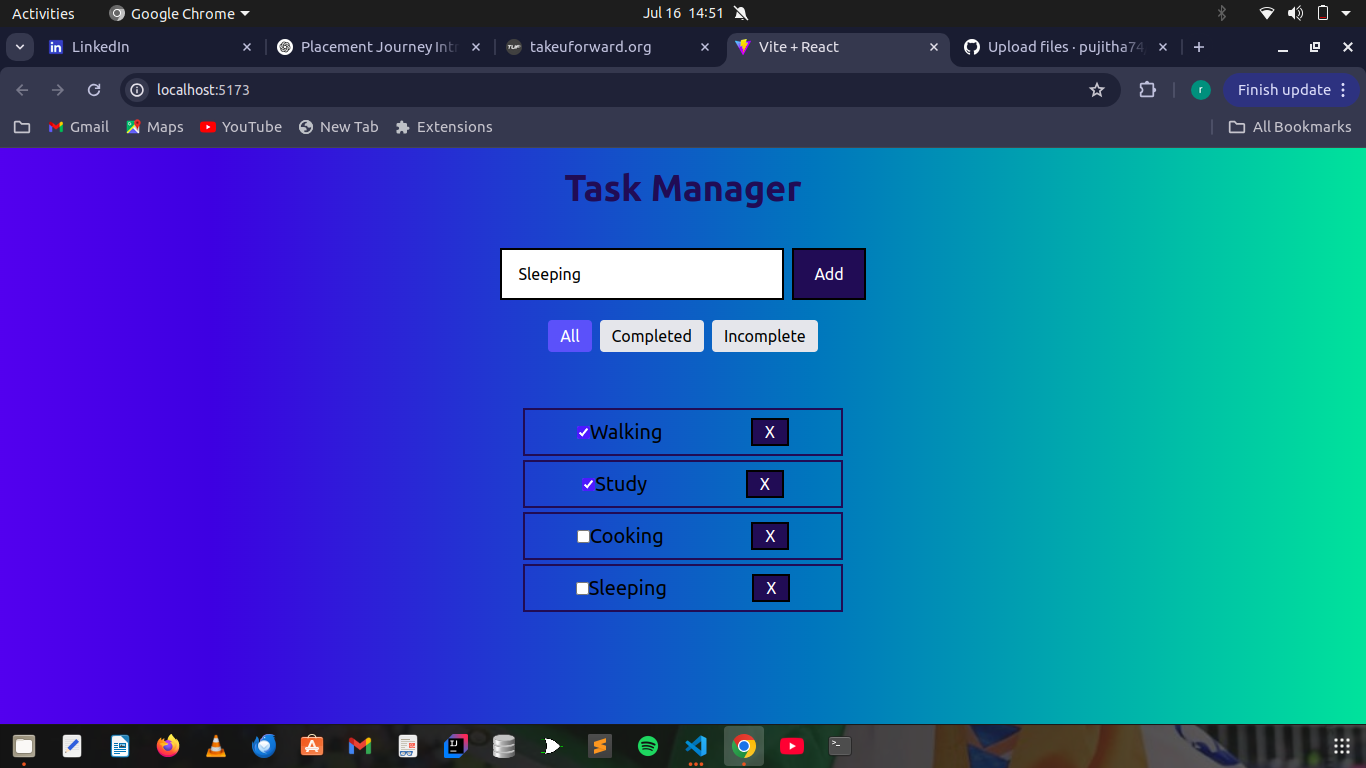 Activities Google Chrome Jul 16 14:51
LinkedIn Placement Journey Intr takeuforward.org Vite + React Upload files · pujitha74
localhost:5173 r Finish update
Gmail Maps YouTube New Tab Extensions All Bookmarks
Task Manager
Sleeping Add
All Completed Incomplete
Walking X
Study X
Cooking X
Sleeping X